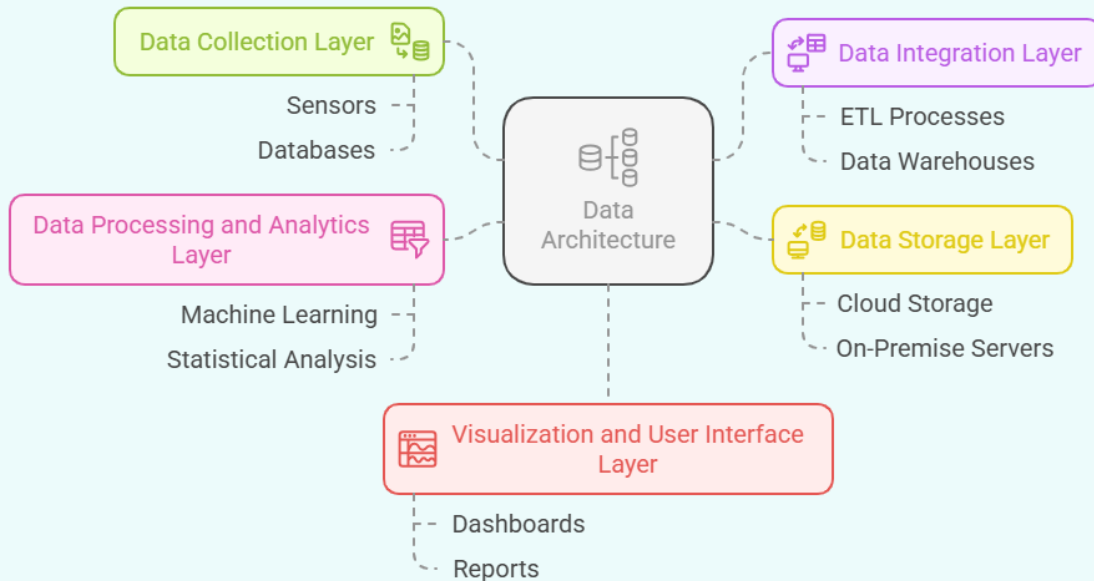 Data Collection Layer
Sensors
Databases
Data Integration Layer
ETL Processes
Data Warehouses
Data
Architecture
Data Processing and Analytics
Layer
Machine Learning
Statistical Analysis
Data Storage Layer
Cloud Storage
On-Premise Servers
Visualization and User Interface
Layer
Dashboards
Reports